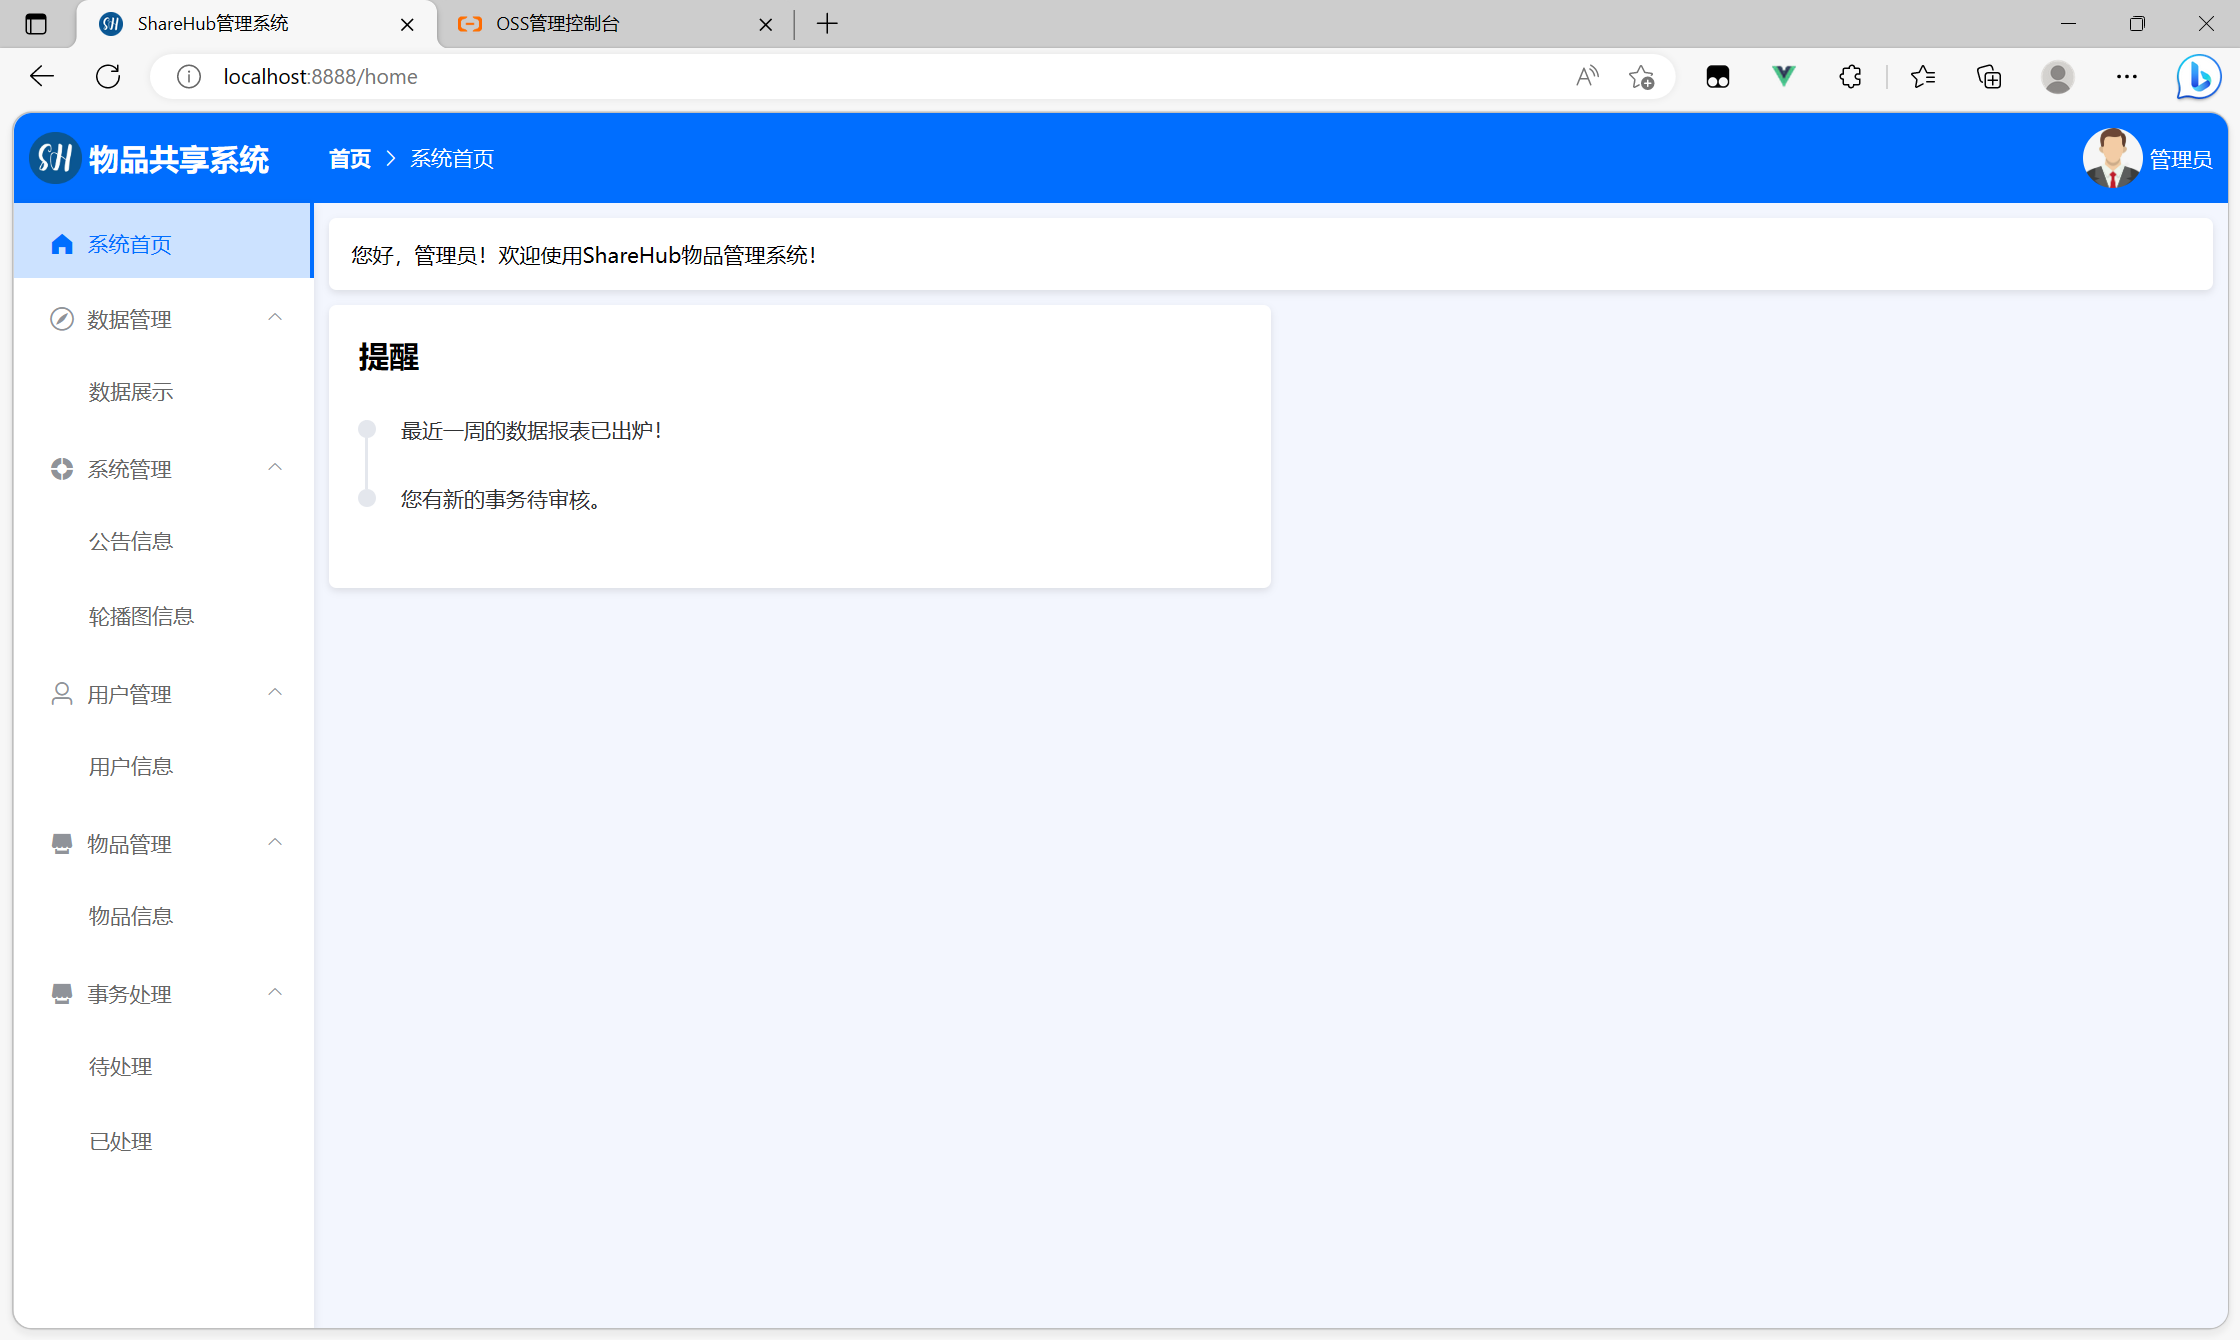 ShareHub管理系统
OSS管理控制台
localhost:8888/home
SH 物品共享系统
首页 > 系统首页
管理员
系统首页
数据管理
数据展示
系统管理
公告信息
轮播图信息
用户管理
用户信息
物品管理
物品信息
事务处理
待处理
已处理
您好，管理员！欢迎使用ShareHub物品管理系统！
提醒
最近一周的数据报表已出炉！
您有新的事务待审核。